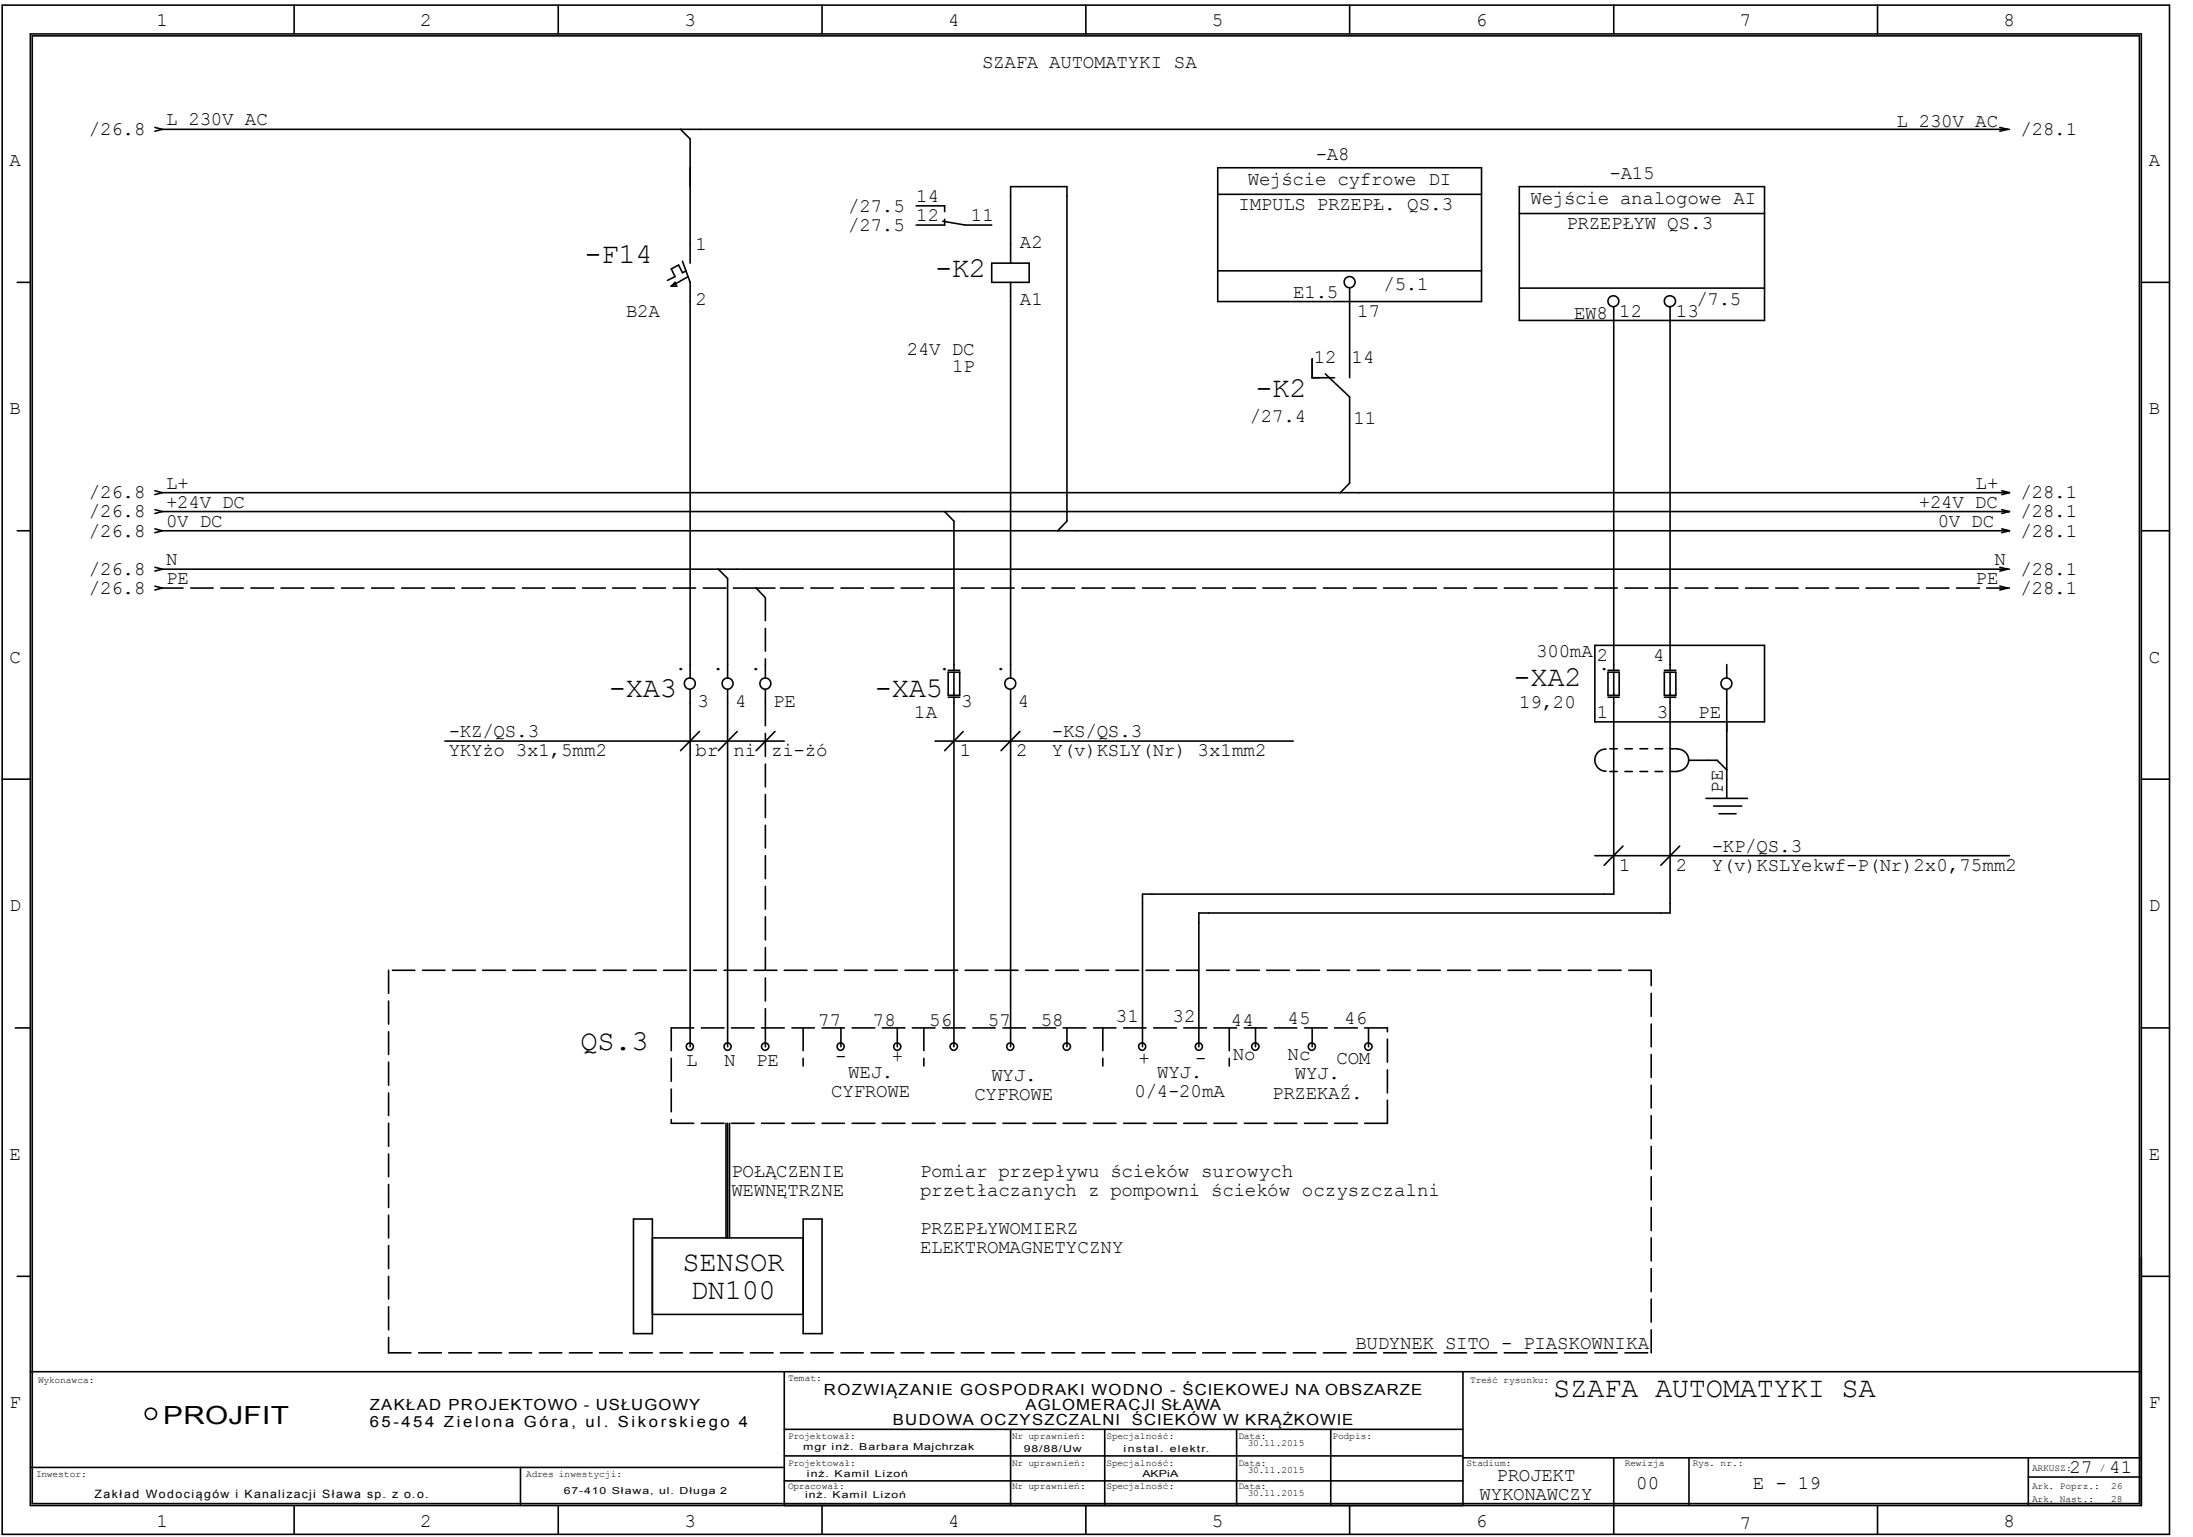 1 2 3 4 5 6 7 8
SZAFA AUTOMATYKI SA
/26.8 L 230V AC
L 230V AC /28.1
A
A
-A8
Wejście cyfrowe DI
IMPULS PRZEPŁ. QS.3
E1.5 /5.1
17
-A15
Wejście analogowe AI
PRZEPŁYW QS.3
EW8 12 13 /7.5
/27.5 14
/27.5 12 11
-F14
1
2
B2A
A2
-K2
A1
24V DC
1P
12 14
-K2
/27.4
11
B
B
/26.8 L+
/26.8 +24V DC
/26.8 0V DC
L+ /28.1
+24V DC /28.1
0V DC /28.1
/26.8 N
/26.8 PE
N /28.1
PE /28.1
C
C
-XA3
3 4 PE
-XA5
1A
3 4
300mA
-XA2
19,20
2 4
1 3 PE
PE
-KZ/QS.3
YKYżo 3x1,5mm2
br ni zi-żó
-KS/QS.3
1 2 Y(v)KSLY(Nr) 3x1mm2
-KP/QS.3
1 2 Y(v)KSLYekwf-P(Nr)2x0,75mm2
D
D
QS.3
77 78 56 57 58 31 32 44 45 46
L N PE - + + - No Nc COM
WEJ.
CYFROWE
WYJ.
CYFROWE
WYJ.
0/4-20mA
WYJ.
PRZEKAŹ.
E
E
POŁĄCZENIE
WEWNĘTRZNE
Pomiar przepływu ścieków surowych
przetłaczanych z pompowni ścieków oczyszczalni
PRZEPŁYWOMIERZ
ELEKTROMAGNETYCZNY
SENSOR
DN100
BUDYNEK SITO - PIASKOWNIKA
F
F
Wykonawca:
PROJFIT
ZAKŁAD PROJEKTOWO - USŁUGOWY
65-454 Zielona Góra, ul. Sikorskiego 4
Inwestor:
Zakład Wodociągów i Kanalizacji Sława sp. z o.o.
Adres inwestycji:
67-410 Sława, ul. Długa 2
Temat:
ROZWIĄZANIE GOSPODRAKI WODNO - ŚCIEKOWEJ NA OBSZARZE
AGLOMERACJI SŁAWA
BUDOWA OCZYSZCZALNI ŚCIEKÓW W KRĄŻKOWIE
Projektował: mgr inż. Barbara Majchrzak
Nr uprawnień: 98/88/Uw
Specjalność: instal. elektr.
Data: 30.11.2015
Podpis:
Projektował: inż. Kamil Lizoń
Nr uprawnień:
Specjalność: AKPiA
Data: 30.11.2015
Opracował: inż. Kamil Lizoń
Nr uprawnień:
Specjalność:
Data: 30.11.2015
Treść rysunku: SZAFA AUTOMATYKI SA
Stadium:
PROJEKT
WYKONAWCZY
Rewizja
00
Rys. nr.:
E - 19
ARKUSZ: 27 / 41
Ark. Poprz.: 26
Ark. Nast.: 28
1 2 3 4 5 6 7 8